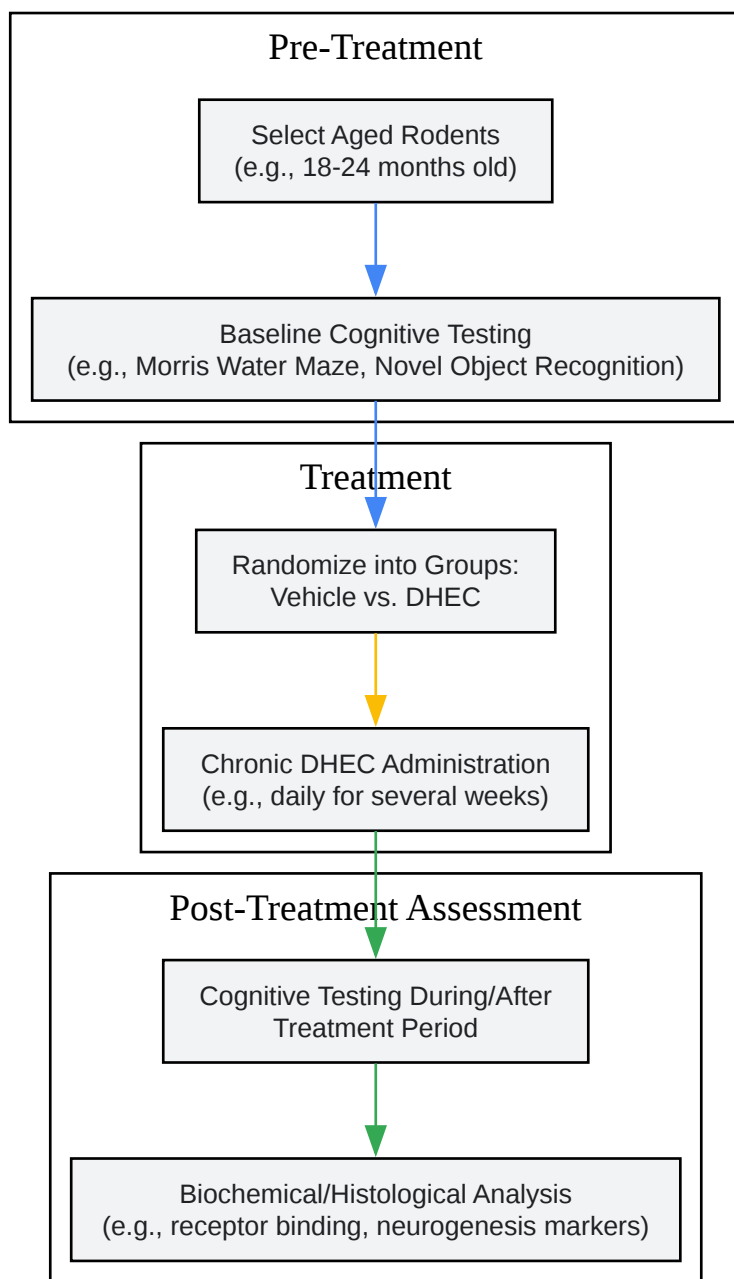 Pre-Treatment
Select Aged Rodents
(e.g., 18-24 months old)
Baseline Cognitive Testing
(e.g., Morris Water Maze, Novel Object Recognition)
Treatment
Randomize into Groups:
Vehicle vs. DHEC
Chronic DHEC Administration
(e.g., daily for several weeks)
Post-Treatment Assessment
Cognitive Testing During/After
Treatment Period
Biochemical/Histological Analysis
(e.g., receptor binding, neurogenesis markers)